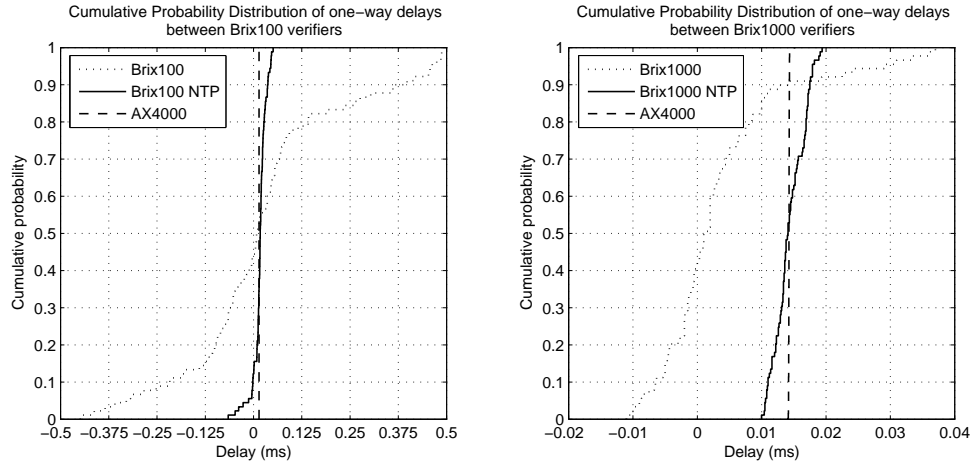 Cumulative Probability Distribution of one−way delays
between Brix100 verifiers
Brix100
Brix100 NTP
AX4000
Cumulative probability
1
0.9
0.8
0.7
0.6
0.5
0.4
0.3
0.2
0.1
0
−0.5 −0.375 −0.25 −0.125 0 0.125 0.25 0.375 0.5
Delay (ms)
Cumulative Probability Distribution of one−way delays
between Brix1000 verifiers
Brix1000
Brix1000 NTP
AX4000
Cumulative probability
1
0.9
0.8
0.7
0.6
0.5
0.4
0.3
0.2
0.1
0
−0.02 −0.01 0 0.01 0.02 0.03 0.04
Delay (ms)